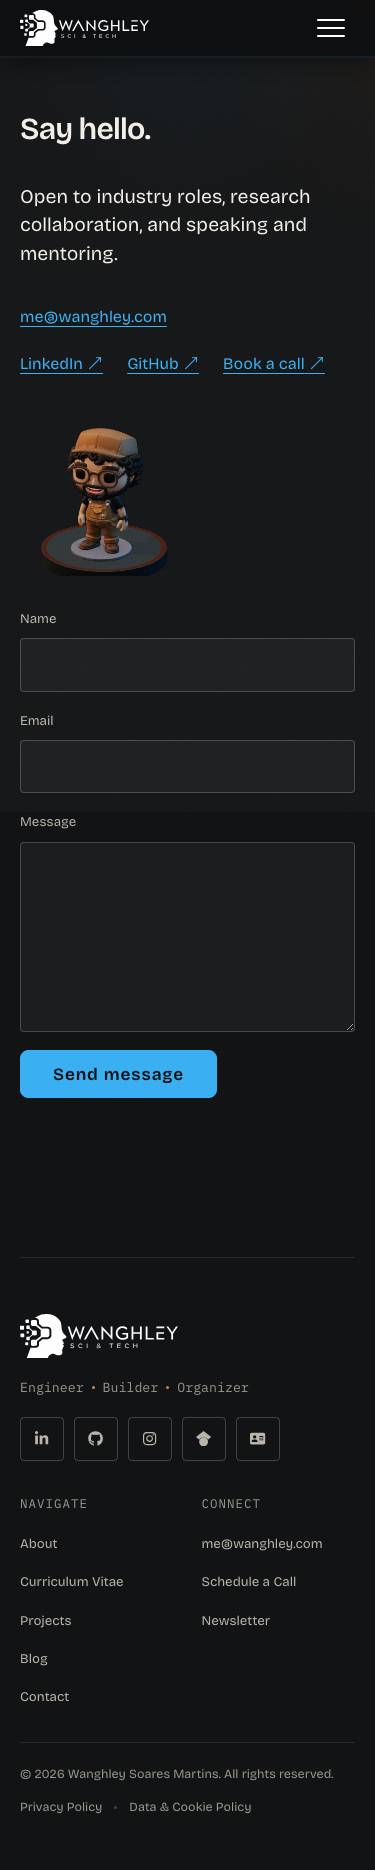 WANGHLEY
SCI & TECH
Say hello.
Open to industry roles, research
collaboration, and speaking and
mentoring.
me@wanghley.com
LinkedIn ↗ GitHub ↗ Book a call ↗
Name
Email
Message
Send message
WANGHLEY
SCI & TECH
Engineer • Builder • Organizer
in
NAVIGATE CONNECT
About me@wanghley.com
Curriculum Vitae Schedule a Call
Projects Newsletter
Blog
Contact
© 2026 Wanghley Soares Martins. All rights reserved.
Privacy Policy • Data & Cookie Policy